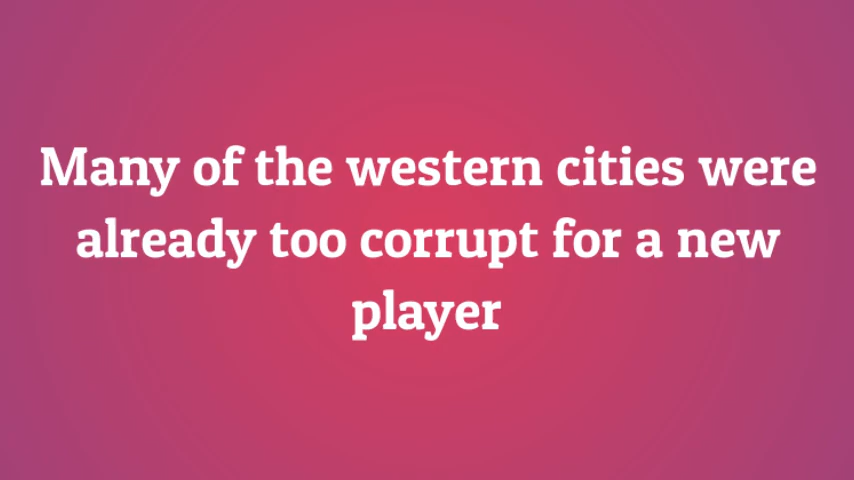 Many of the western cities were
already too corrupt for a new
player